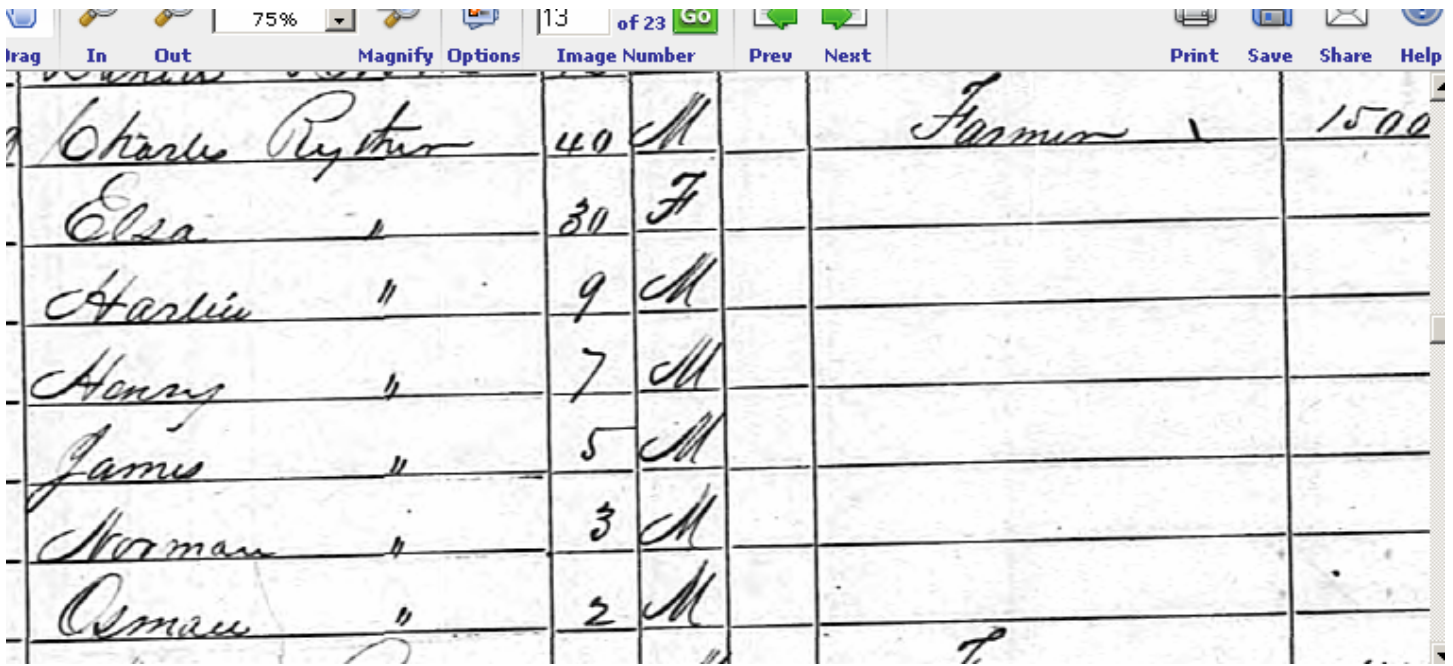 75% 13 of 23 GO
Drag In Out Magnify Options Image Number Prev Next Print Save Share Help
Charles Ryther 40 M Farmer 1500
Elsa " 30 F
Harlie " 9 M
Henry " 7 M
James " 5 M
Norman " 3 M
Osman " 2 M